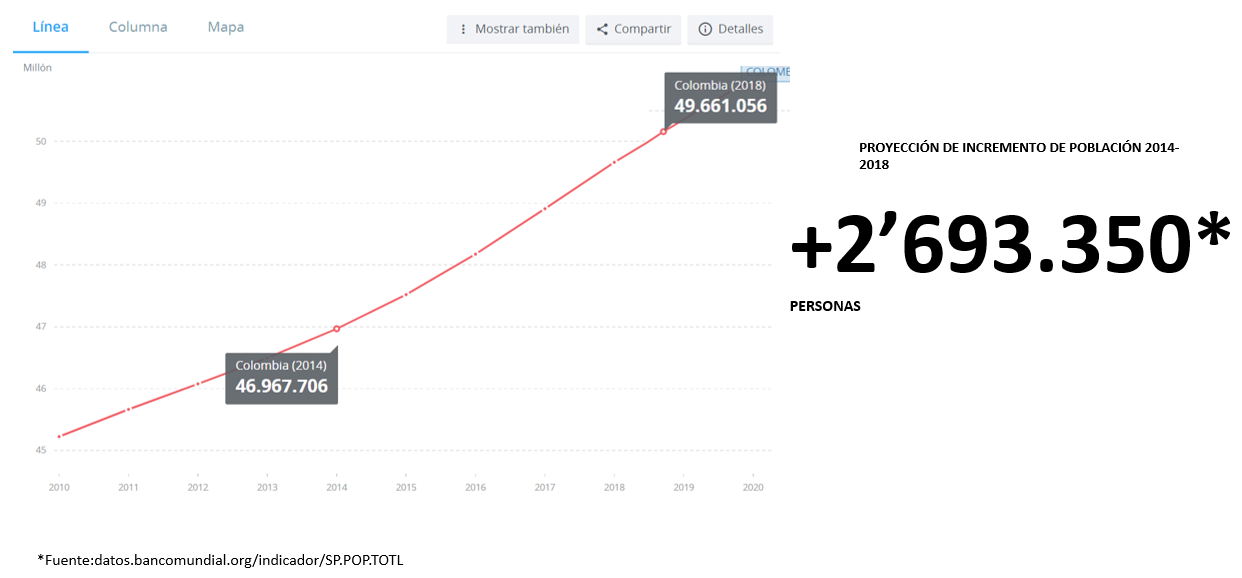 Línea Columna Mapa
Mostrar también Compartir Detalles
Millón
Colombia (2018)
49.661.056
50
49
48
47
46
45
Colombia (2014)
46.967.706
2010 2011 2012 2013 2014 2015 2016 2017 2018 2019 2020
PROYECCIÓN DE INCREMENTO DE POBLACIÓN 2014-
2018
+2’693.350*
PERSONAS
*Fuente:datos.bancomundial.org/indicador/SP.POP.TOTL